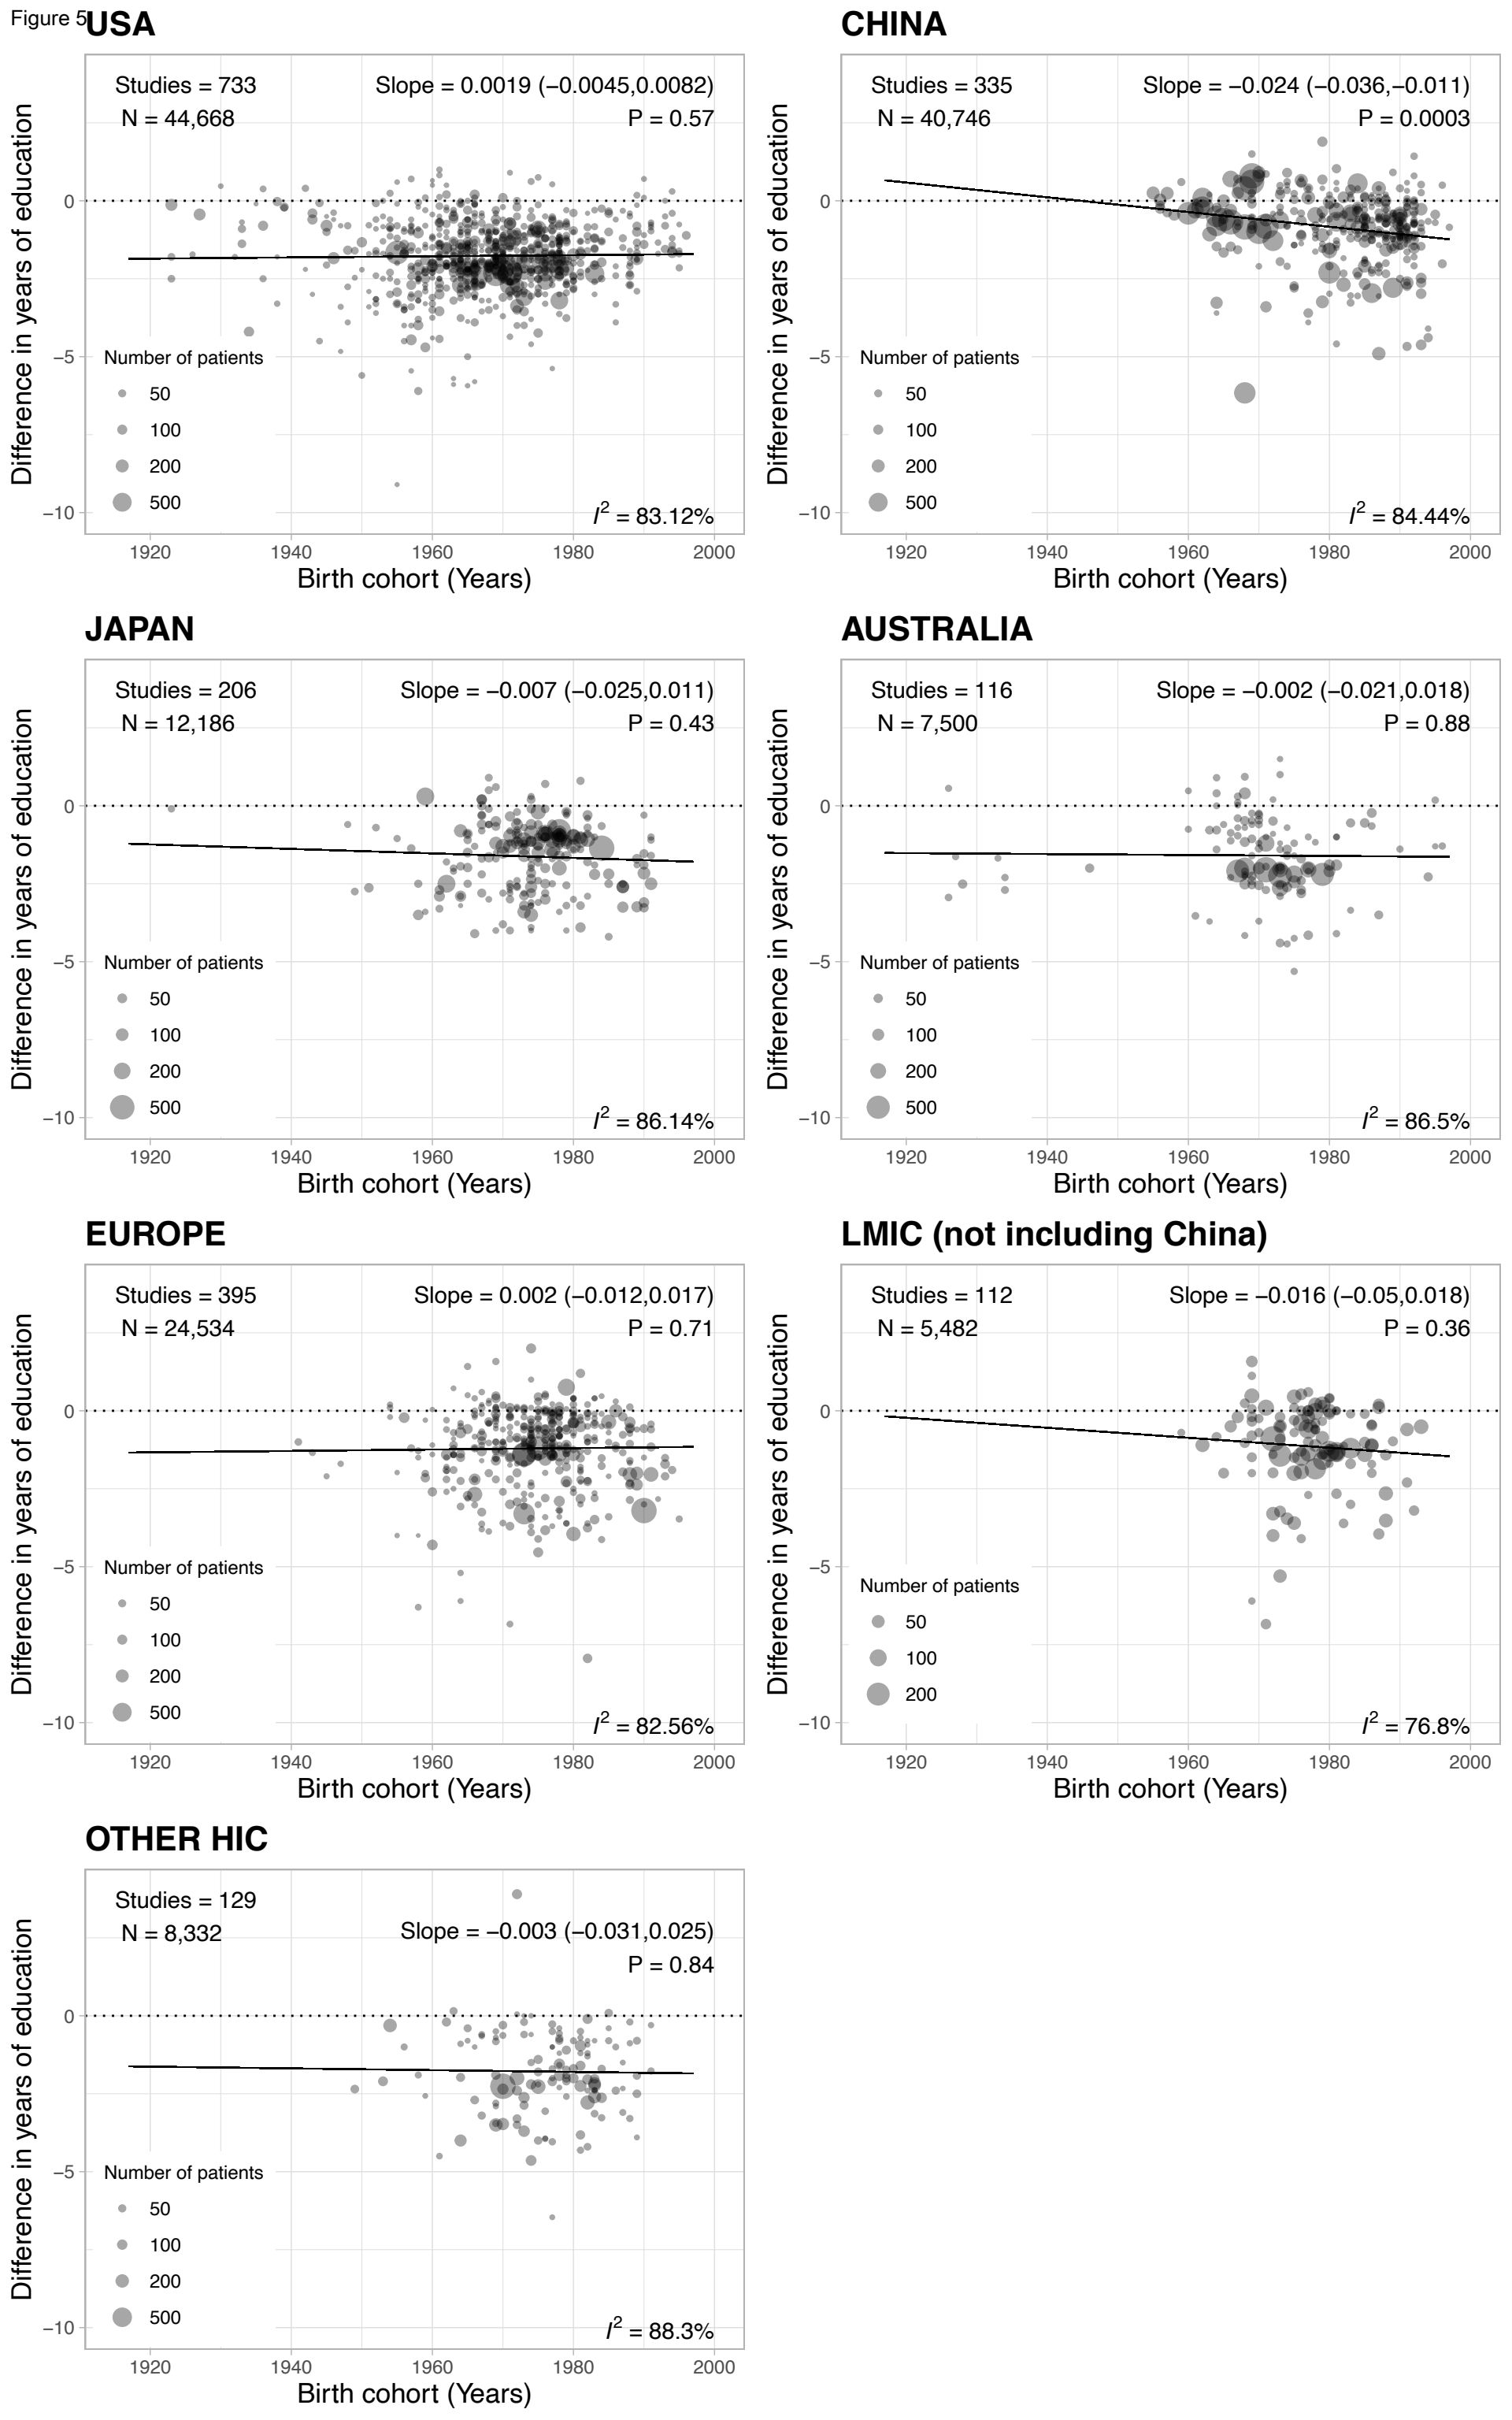 Figure 5
USA
Studies = 733
N = 44,668
Slope = 0.0019 (−0.0045,0.0082)
P = 0.57
Difference in years of education
0
−5
−10
Number of patients
50
100
200
500
I² = 83.12%
1920 1940 1960 1980 2000
Birth cohort (Years)
CHINA
Studies = 335
N = 40,746
Slope = −0.024 (−0.036,−0.011)
P = 0.0003
Difference in years of education
0
−5
−10
Number of patients
50
100
200
500
I² = 84.44%
1920 1940 1960 1980 2000
Birth cohort (Years)
JAPAN
Studies = 206
N = 12,186
Slope = −0.007 (−0.025,0.011)
P = 0.43
Difference in years of education
0
−5
−10
Number of patients
50
100
200
500
I² = 86.14%
1920 1940 1960 1980 2000
Birth cohort (Years)
AUSTRALIA
Studies = 116
N = 7,500
Slope = −0.002 (−0.021,0.018)
P = 0.88
Difference in years of education
0
−5
−10
Number of patients
50
100
200
500
I² = 86.5%
1920 1940 1960 1980 2000
Birth cohort (Years)
EUROPE
Studies = 395
N = 24,534
Slope = 0.002 (−0.012,0.017)
P = 0.71
Difference in years of education
0
−5
−10
Number of patients
50
100
200
500
I² = 82.56%
1920 1940 1960 1980 2000
Birth cohort (Years)
LMIC (not including China)
Studies = 112
N = 5,482
Slope = −0.016 (−0.05,0.018)
P = 0.36
Difference in years of education
0
−5
−10
Number of patients
50
100
200
I² = 76.8%
1920 1940 1960 1980 2000
Birth cohort (Years)
OTHER HIC
Studies = 129
N = 8,332
Slope = −0.003 (−0.031,0.025)
P = 0.84
Difference in years of education
0
−5
−10
Number of patients
50
100
200
500
I² = 88.3%
1920 1940 1960 1980 2000
Birth cohort (Years)